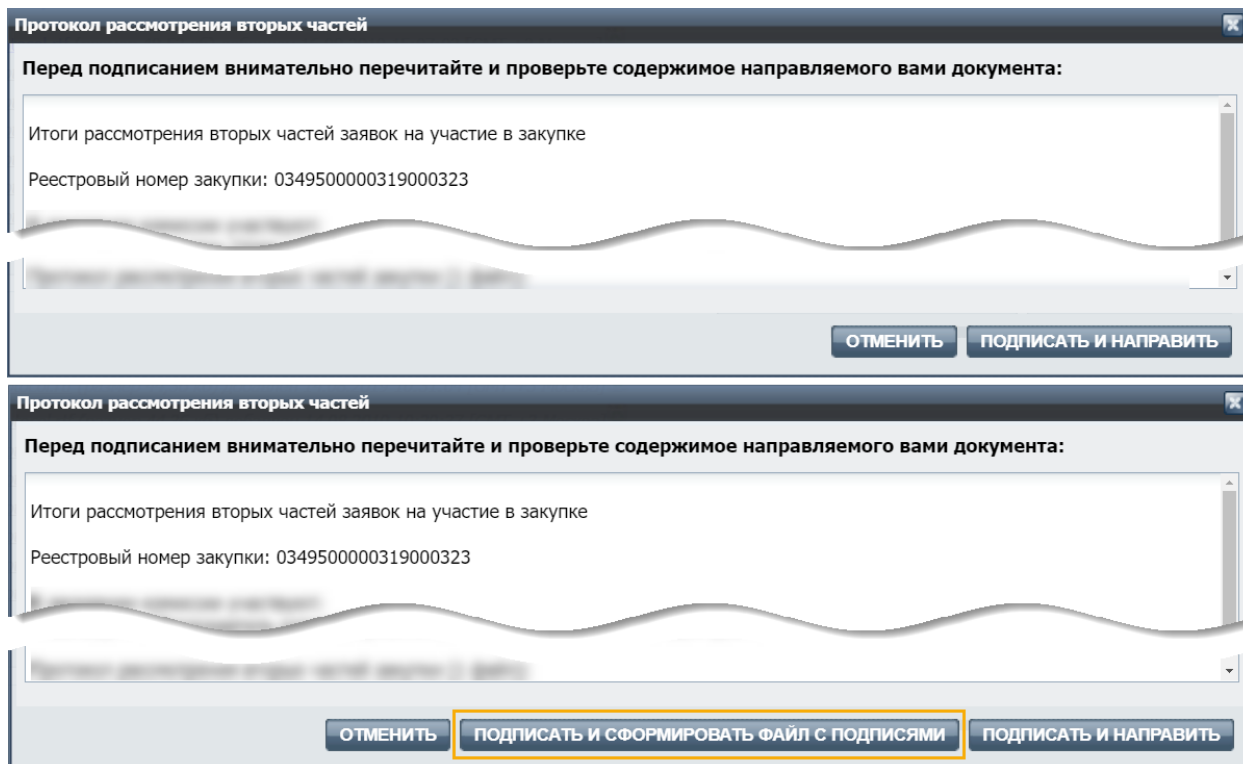 Протокол рассмотрения вторых частей
Перед подписанием внимательно перечитайте и проверьте содержимое направляемого вами документа:
Итоги рассмотрения вторых частей заявок на участие в закупке
Реестровый номер закупки: 0349500000319000323
ОТМЕНИТЬ ПОДПИСАТЬ И НАПРАВИТЬ
Протокол рассмотрения вторых частей
Перед подписанием внимательно перечитайте и проверьте содержимое направляемого вами документа:
Итоги рассмотрения вторых частей заявок на участие в закупке
Реестровый номер закупки: 0349500000319000323
ОТМЕНИТЬ ПОДПИСАТЬ И СФОРМИРОВАТЬ ФАЙЛ С ПОДПИСЯМИ ПОДПИСАТЬ И НАПРАВИТЬ